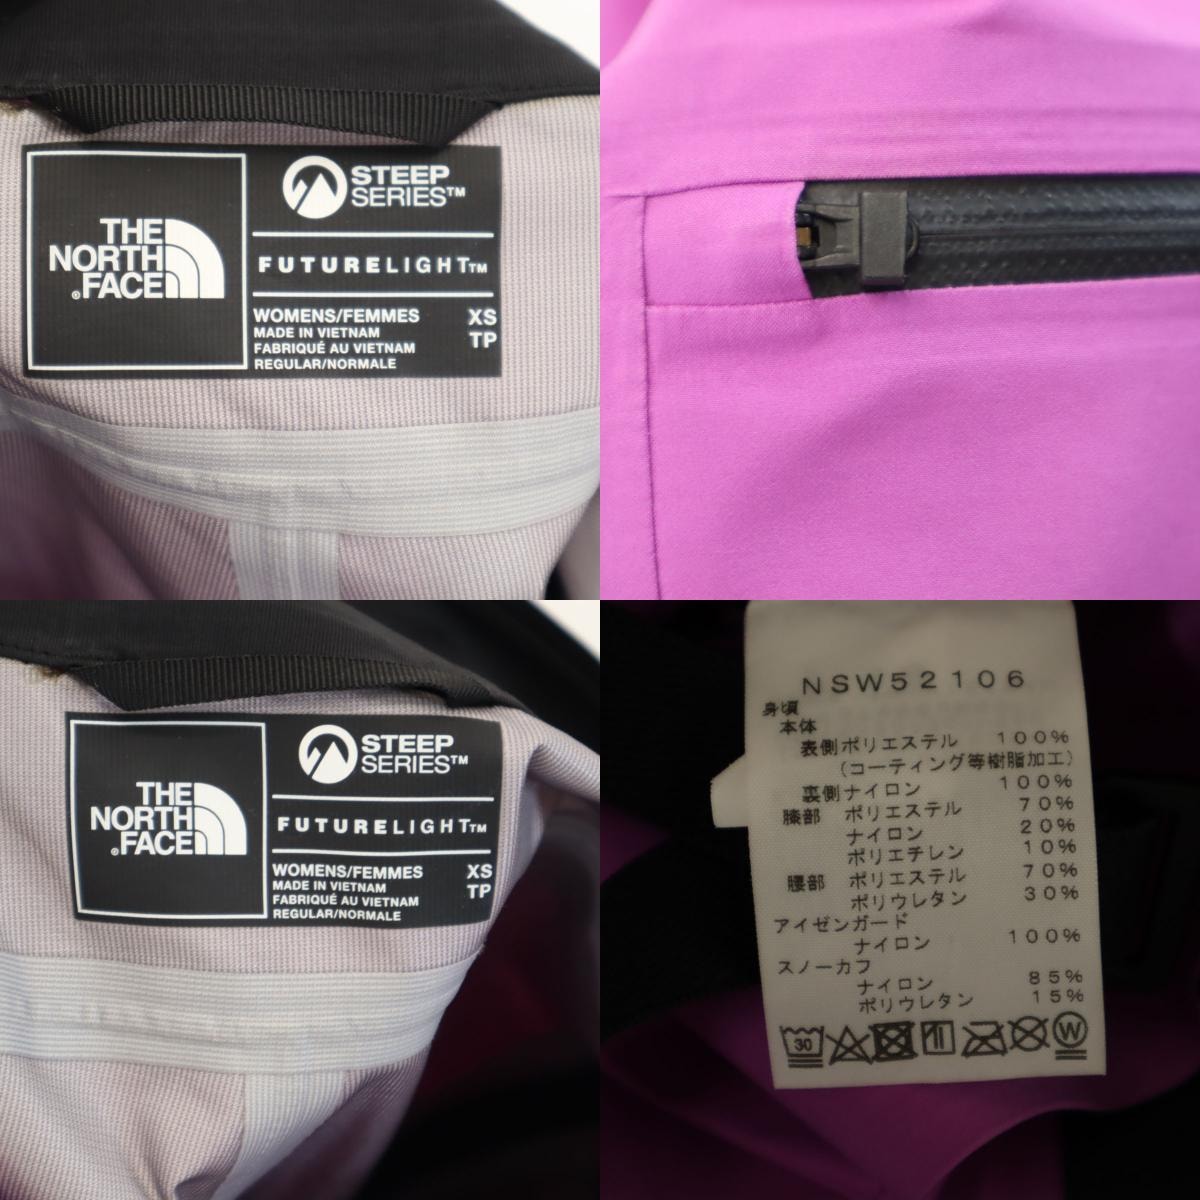 THE
NORTH
FACE
®
STEEP
SERIES™
FUTURELIGHT™
WOMENS/FEMMES XS
MADE IN VIETNAM TP
FABRIQUÉ AU VIETNAM
REGULAR/NORMALE
THE
NORTH
FACE
®
STEEP
SERIES™
FUTURELIGHT™
WOMENS/FEMMES XS
MADE IN VIETNAM TP
FABRIQUÉ AU VIETNAM
REGULAR/NORMALE
NSW52106
身頃
本体
表側 ポリエステル 100%
(コーティング等樹脂加工)
裏側 ナイロン 100%
膝部 ポリエステル 70%
ナイロン 20%
ポリエチレン 10%
腰部 ポリエステル 70%
ポリウレタン 30%
アイゼンガード
ナイロン 100%
スノーカフ
ナイロン 85%
ポリウレタン 15%
30 W